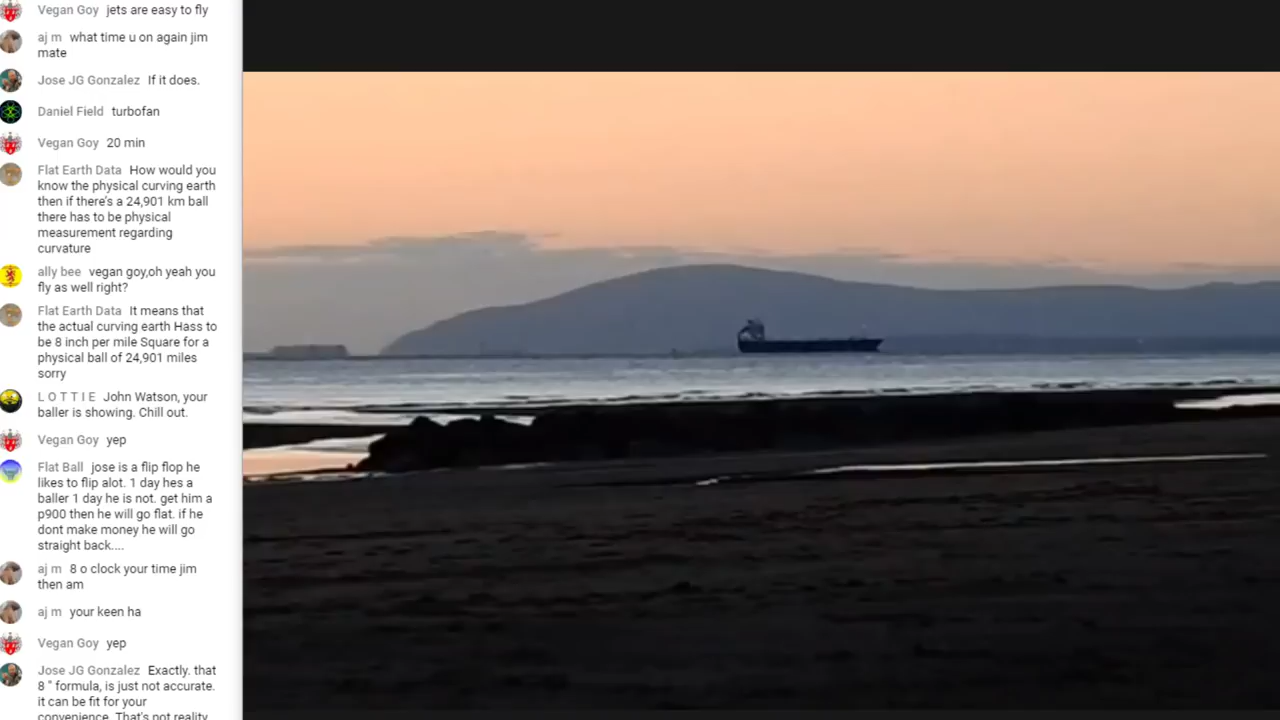 Vegan Goy jets are easy to fly
aj m what time u on again jim
mate
Jose JG Gonzalez If it does.
Daniel Field turbofan
Vegan Goy 20 min
Flat Earth Data How would you
know the physical curving earth
then if there's a 24,901 km ball
there has to be physical
measurement regarding
curvature
ally bee vegan goy,oh yeah you
fly as well right?
Flat Earth Data It means that
the actual curving earth Hass to
be 8 inch per mile Square for a
physical ball of 24,901 miles
sorry
L O T T I E John Watson, your
baller is showing. Chill out.
Vegan Goy yep
Flat Ball jose is a flip flop he
likes to flip alot. 1 day hes a
baller 1 day he is not. get him a
p900 then he will go flat. if he
dont make money he will go
straight back....
aj m 8 o clock your time jim
then am
aj m your keen ha
Vegan Goy yep
Jose JG Gonzalez Exactly. that
8 " formula, is just not accurate.
it can be fit for your
convenience. That's not reality